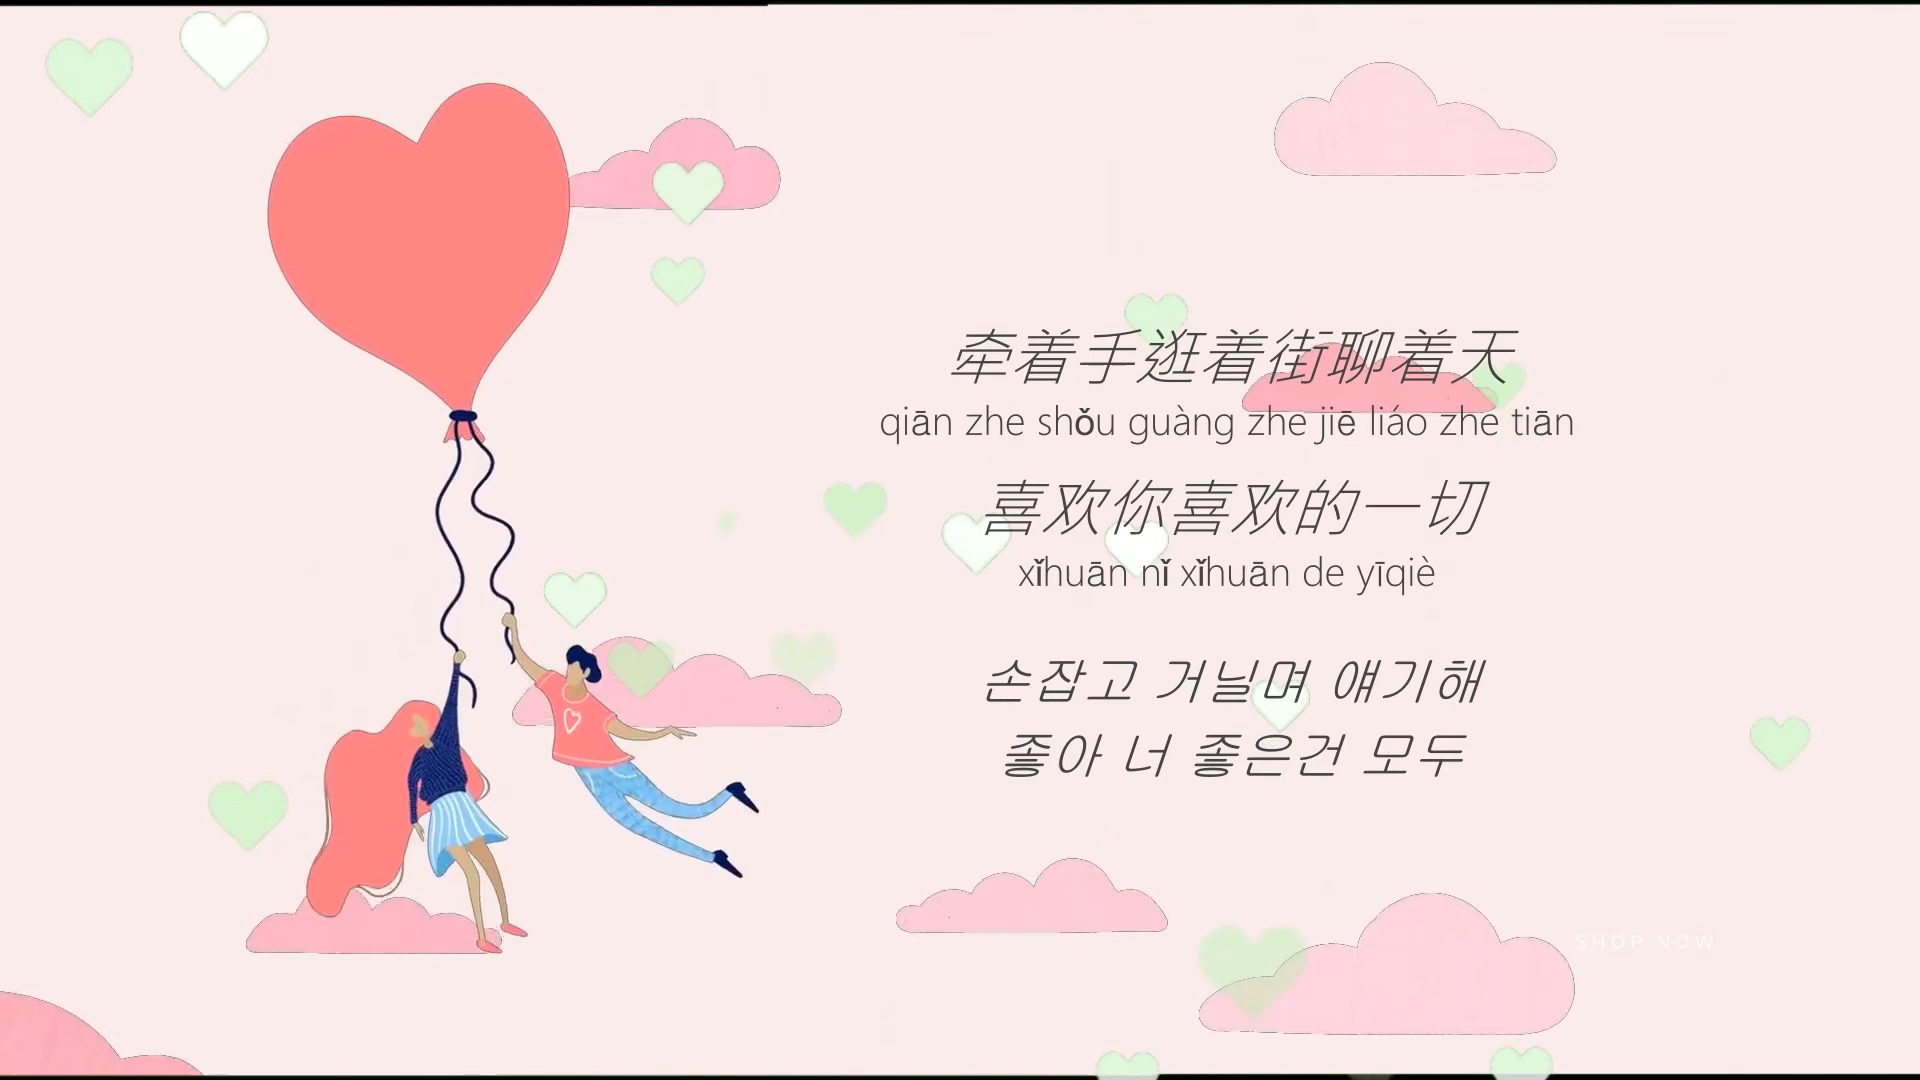 牵着手逛着街聊着天
qiān zhe shǒu guàng zhe jiē liáo zhe tiān
喜欢你喜欢的一切
xǐhuān nǐ xǐhuān de yīqiè
손잡고 거닐며 얘기해
좋아 너 좋은건 모두
SHOP NOW